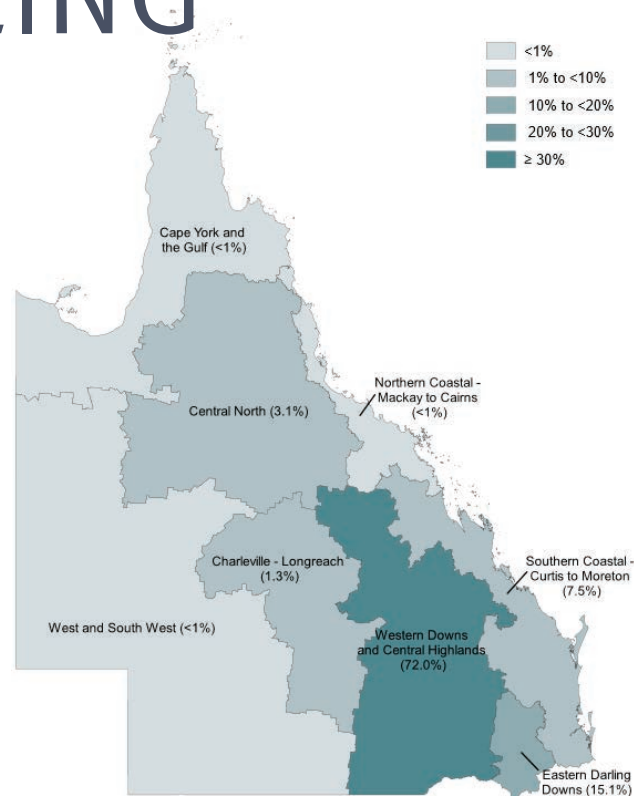 <1%
1% to <10%
10% to <20%
20% to <30%
≥ 30%
Cape York and
the Gulf (<1%)
Northern Coastal -
Mackay to Cairns
(<1%)
Central North (3.1%)
Charleville - Longreach
(1.3%)
Southern Coastal -
Curtis to Moreton
(7.5%)
West and South West (<1%)
Western Downs
and Central Highlands
(72.0%)
Eastern Darling
Downs (15.1%)